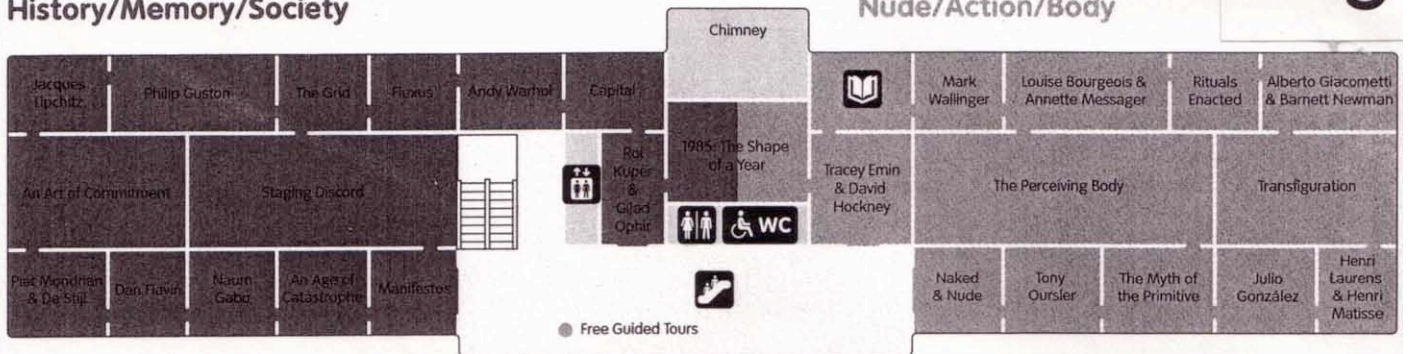 History/Memory/Society
Nude/Action/Body
Chimney
Jacques
Lipchitz
Philip Guston
The Grid
Fluxus
Andy Warhol
Capital
Mark
Wallinger
Louise Bourgeois &
Annette Messager
Rituals
Enacted
Alberto Giacometti
& Barnett Newman
An Art of Commitment
Staging Discord
Roi
Kuper
&
Gilad
Ophir
1985: The Shape
of a Year
Tracey Emin
& David
Hockney
The Perceiving Body
Transfiguration
WC
Piet Mondrian
& De Stijl
Dan Flavin
Naum
Gabo
An Age of
Catastrophe
Manifestos
Naked
& Nude
Tony
Oursler
The Myth of
the Primitive
Julio
González
Henri
Laurens
& Henri
Matisse
Free Guided Tours